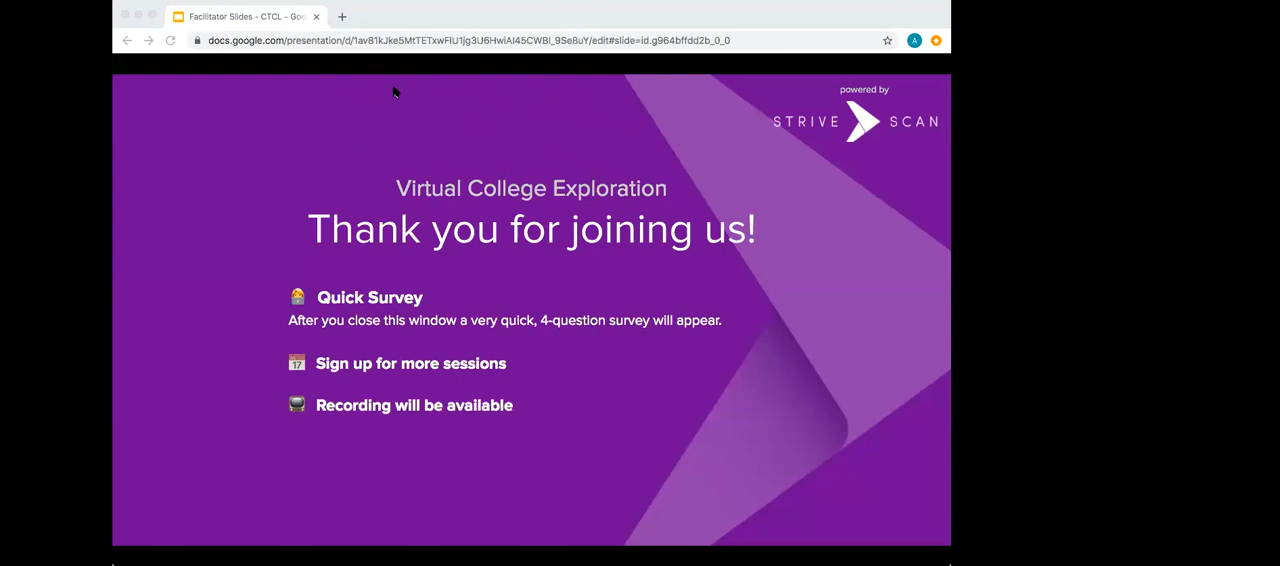 Facilitator Slides - CTCL - Goo
docs.google.com/presentation/d/1av81kJke5MtTETxwFIU1jg3U6HwiAI45CWBI_9Se8uY/edit#slide=id.g964bffdd2b_0_0
A
powered by
STRIVE SCAN
Virtual College Exploration
Thank you for joining us!
Quick Survey
After you close this window a very quick, 4-question survey will appear.
17 Sign up for more sessions
Recording will be available